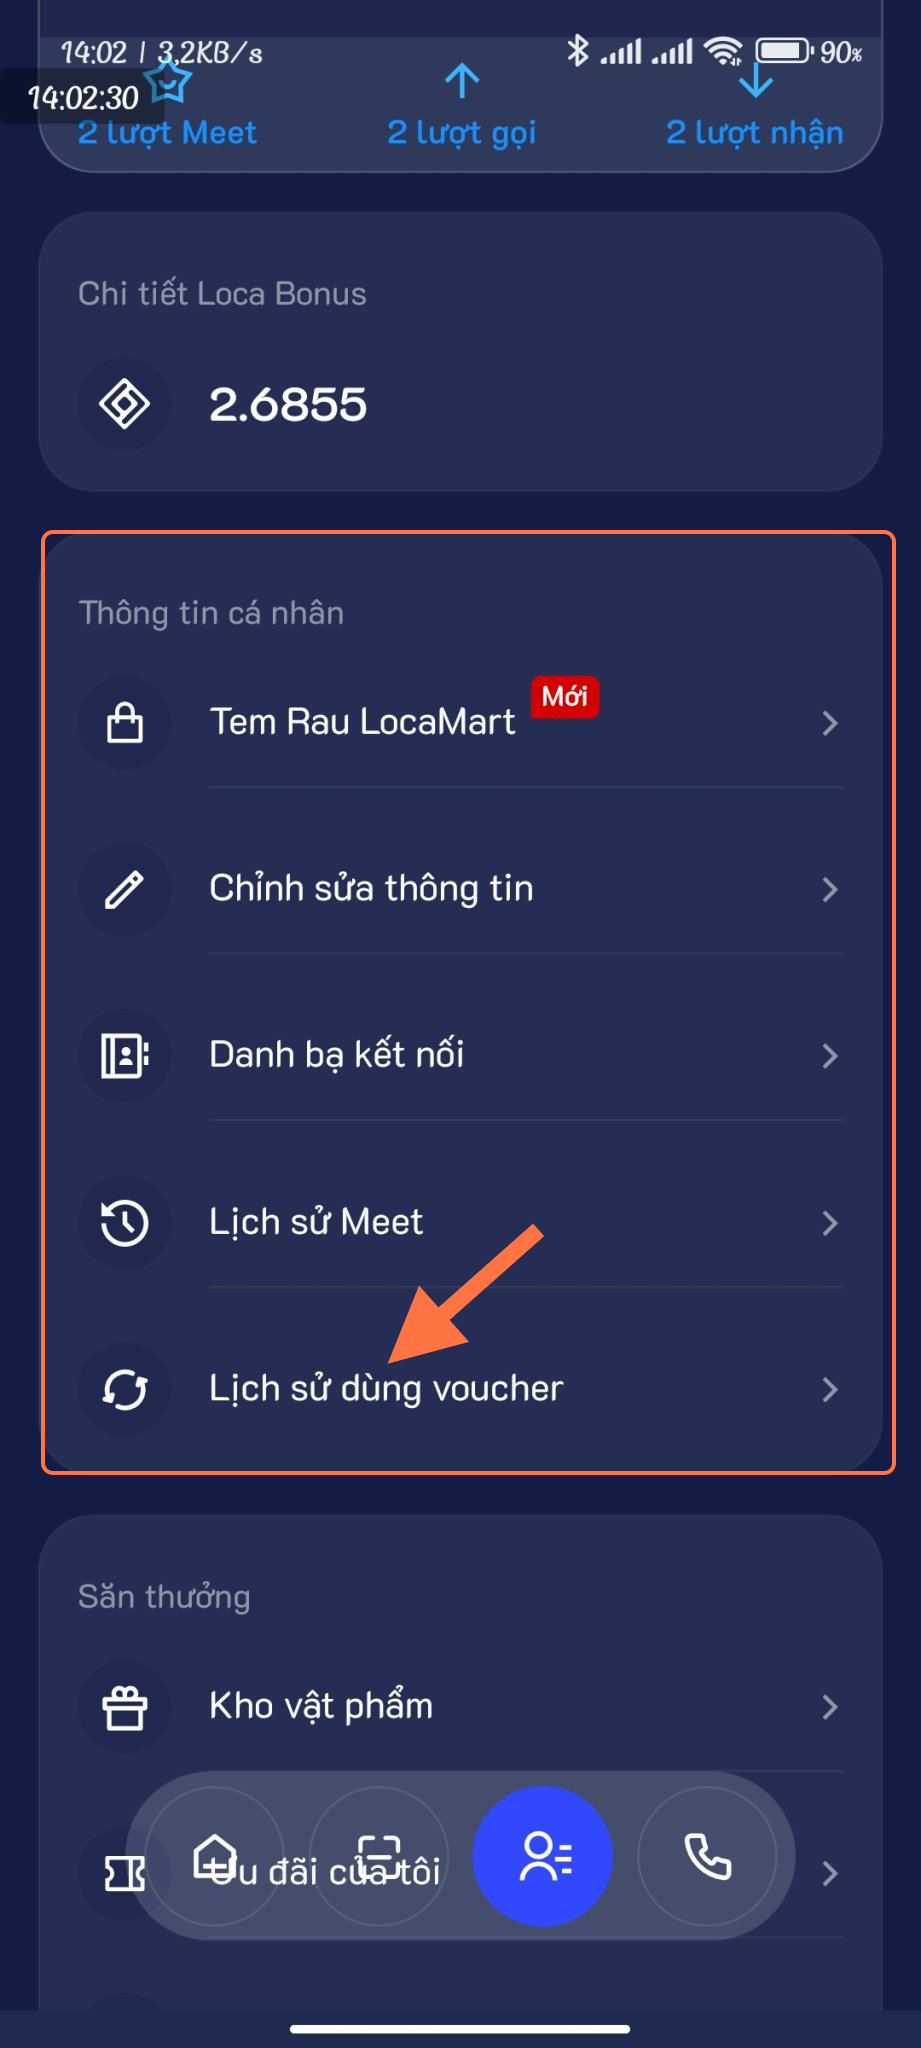 14:02 | 3,2KB/s
90%
14:02:30
2 lượt Meet
2 lượt gọi
2 lượt nhận
Chi tiết Loca Bonus
2.6855
Thông tin cá nhân
Tem Rau LocaMart
Mới
Chỉnh sửa thông tin
Danh bạ kết nối
Lịch sử Meet
Lịch sử dùng voucher
Săn thưởng
Kho vật phẩm
Ưu đãi của tôi